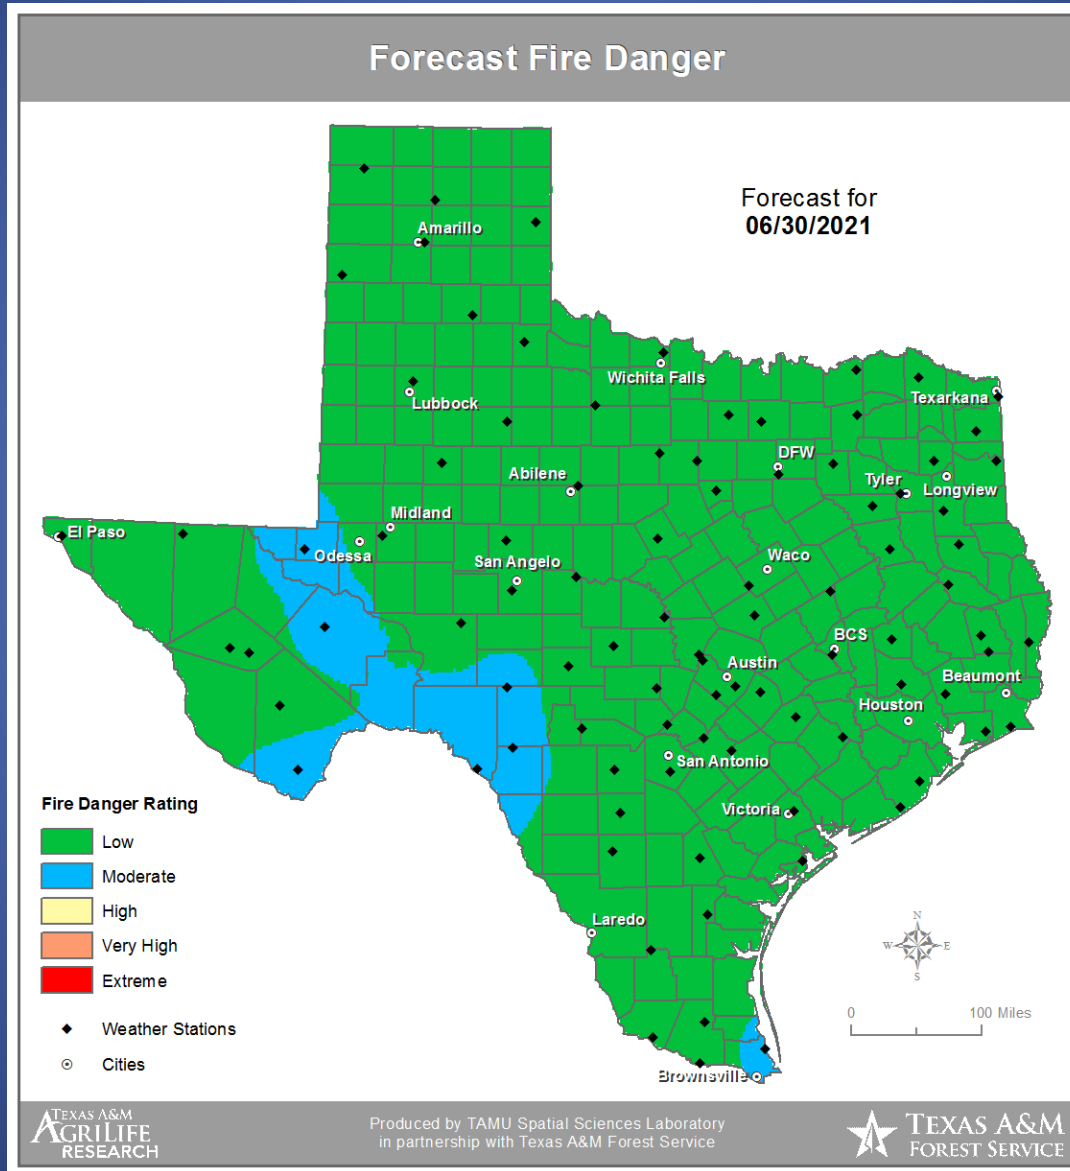 Forecast Fire Danger
Forecast for
06/30/2021
Amarillo
Wichita Falls
Texarkana
Lubbock
DFW
Abilene
Tyler
Longview
Midland
El Paso
Odessa
San Angelo
Waco
BCS
Austin
Beaumont
Houston
San Antonio
Victoria
Fire Danger Rating
Low
Moderate
High
Very High
Extreme
Laredo
N
W E
S
0 100 Miles
Weather Stations
Cities
Brownsville
TEXAS A&M
AGRILIFE
RESEARCH
Produced by TAMU Spatial Sciences Laboratory
in partnership with Texas A&M Forest Service
TEXAS A&M
FOREST SERVICE